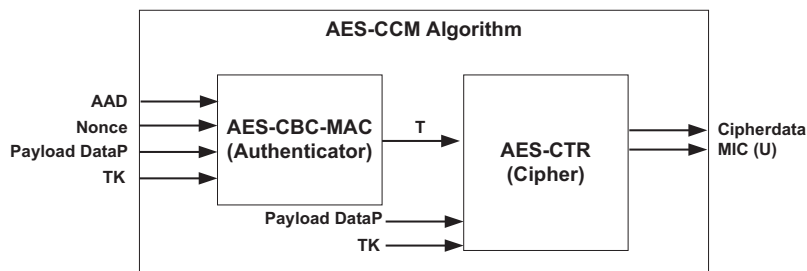 AES-CCM Algorithm
AAD
Nonce
Payload DataP
TK
AES-CBC-MAC
(Authenticator)
T
AES-CTR
(Cipher)
Payload DataP
TK
Cipherdata
MIC (U)